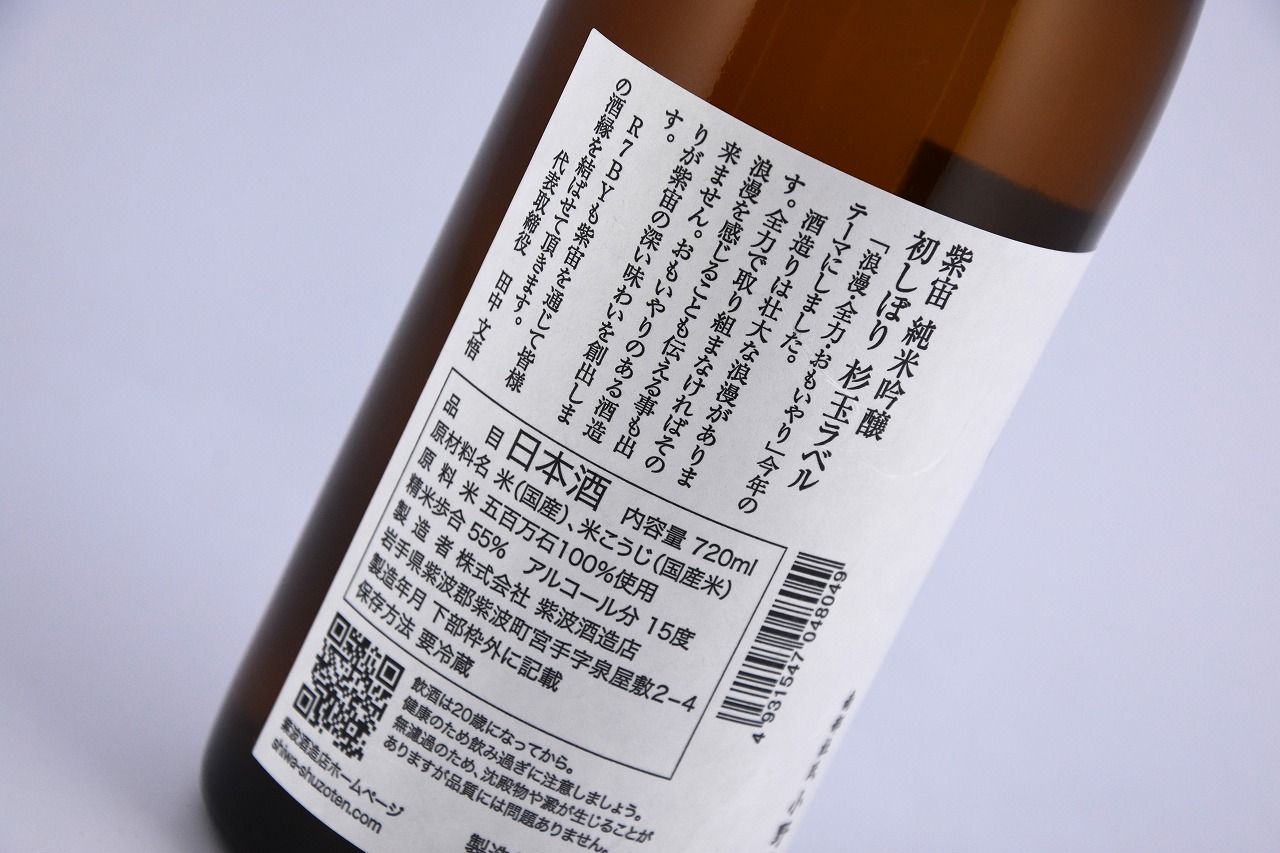 紫宙 純米吟醸
初しぼり 杉玉ラベル
「浪漫・全力・おもいやり」今年の
テーマにしました。
酒造りは壮大な浪漫がありま
す。全力で取り組まなければその
浪漫を感じることも伝える事も出
来ません。おもいやりのある酒造
りが紫宙の深い味わいを創出しま
す。
R7BYも紫宙を通じて皆様
の酒縁を結ばせて頂きます。
代表取締役 田中 文悟
品目 日本酒 内容量 720ml
原材料名 米(国産)、米こうじ(国産米)
原料米 五百万石100%使用
精米歩合 55% アルコール分 15度
製造者 株式会社 紫波酒造店
岩手県紫波郡紫波町宮手字泉屋敷2-4
製造年月 下部枠外に記載
保存方法 要冷蔵
4931547048049
飲酒は20歳になってから。
健康のため飲み過ぎに注意しましょう。
無濾過のため、沈殿物や澱が生じることが
ありますが品質には問題ありません。
紫波酒造店ホームページ
shiwa-shuzoten.com
製造